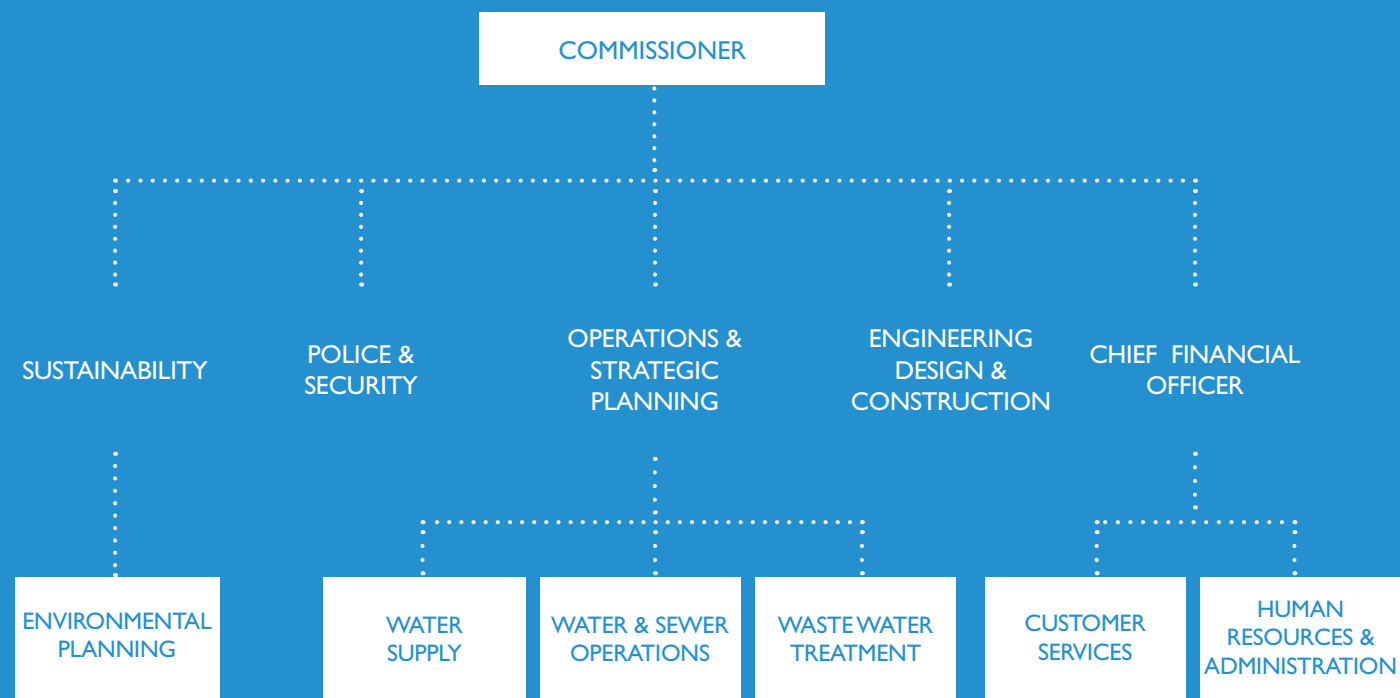 COMMISSIONER
SUSTAINABILITY
POLICE &
SECURITY
OPERATIONS &
STRATEGIC
PLANNING
ENGINEERING
DESIGN &
CONSTRUCTION
CHIEF FINANCIAL
OFFICER
ENVIRONMENTAL
PLANNING
WATER
SUPPLY
WATER & SEWER
OPERATIONS
WASTE WATER
TREATMENT
CUSTOMER
SERVICES
HUMAN
RESOURCES &
ADMINISTRATION